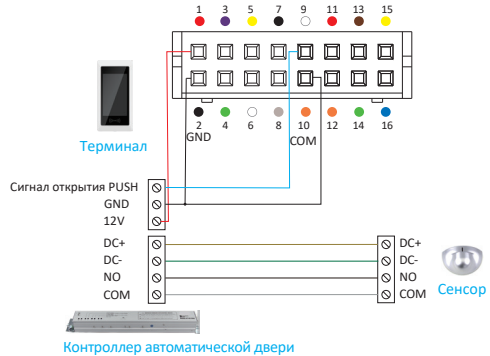 1 3 5 7 9 11 13 15
2 4 6 8 10 12 14 16
GND COM
Терминал
Сигнал открытия PUSH
GND
12V
DC+ DC+
DC- DC-
NO NO
COM COM
Сенсор
Контроллер автоматической двери